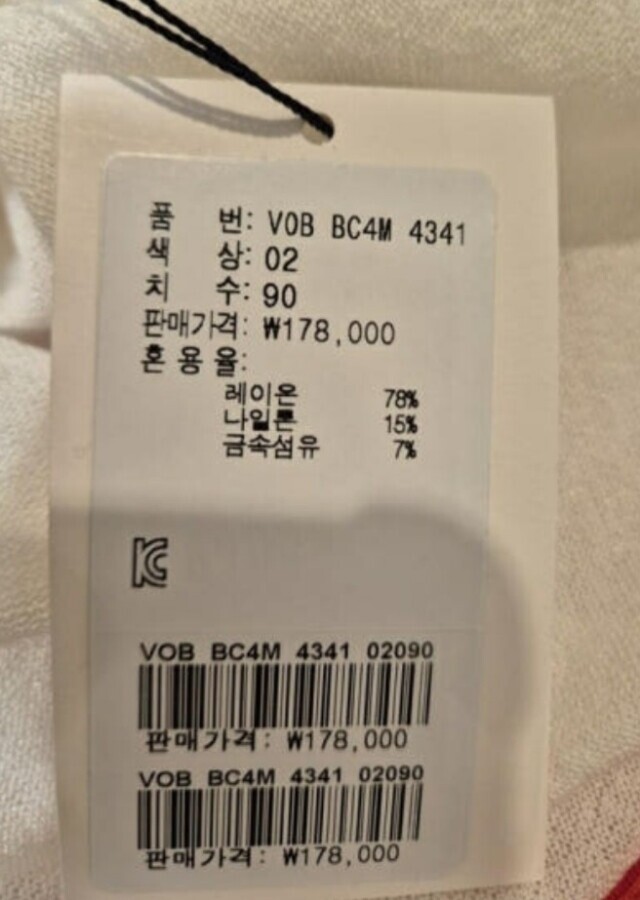 품 번: VOB BC4M 4341
색 상: 02
치 수: 90
판매가격: ₩178,000
혼 용 율:
레이온 78%
나일론 15%
금속섬유 7%
KC
VOB BC4M 4341 02090
판매가격: ₩178,000
VOB BC4M 4341 02090
판매가격: ₩178,000